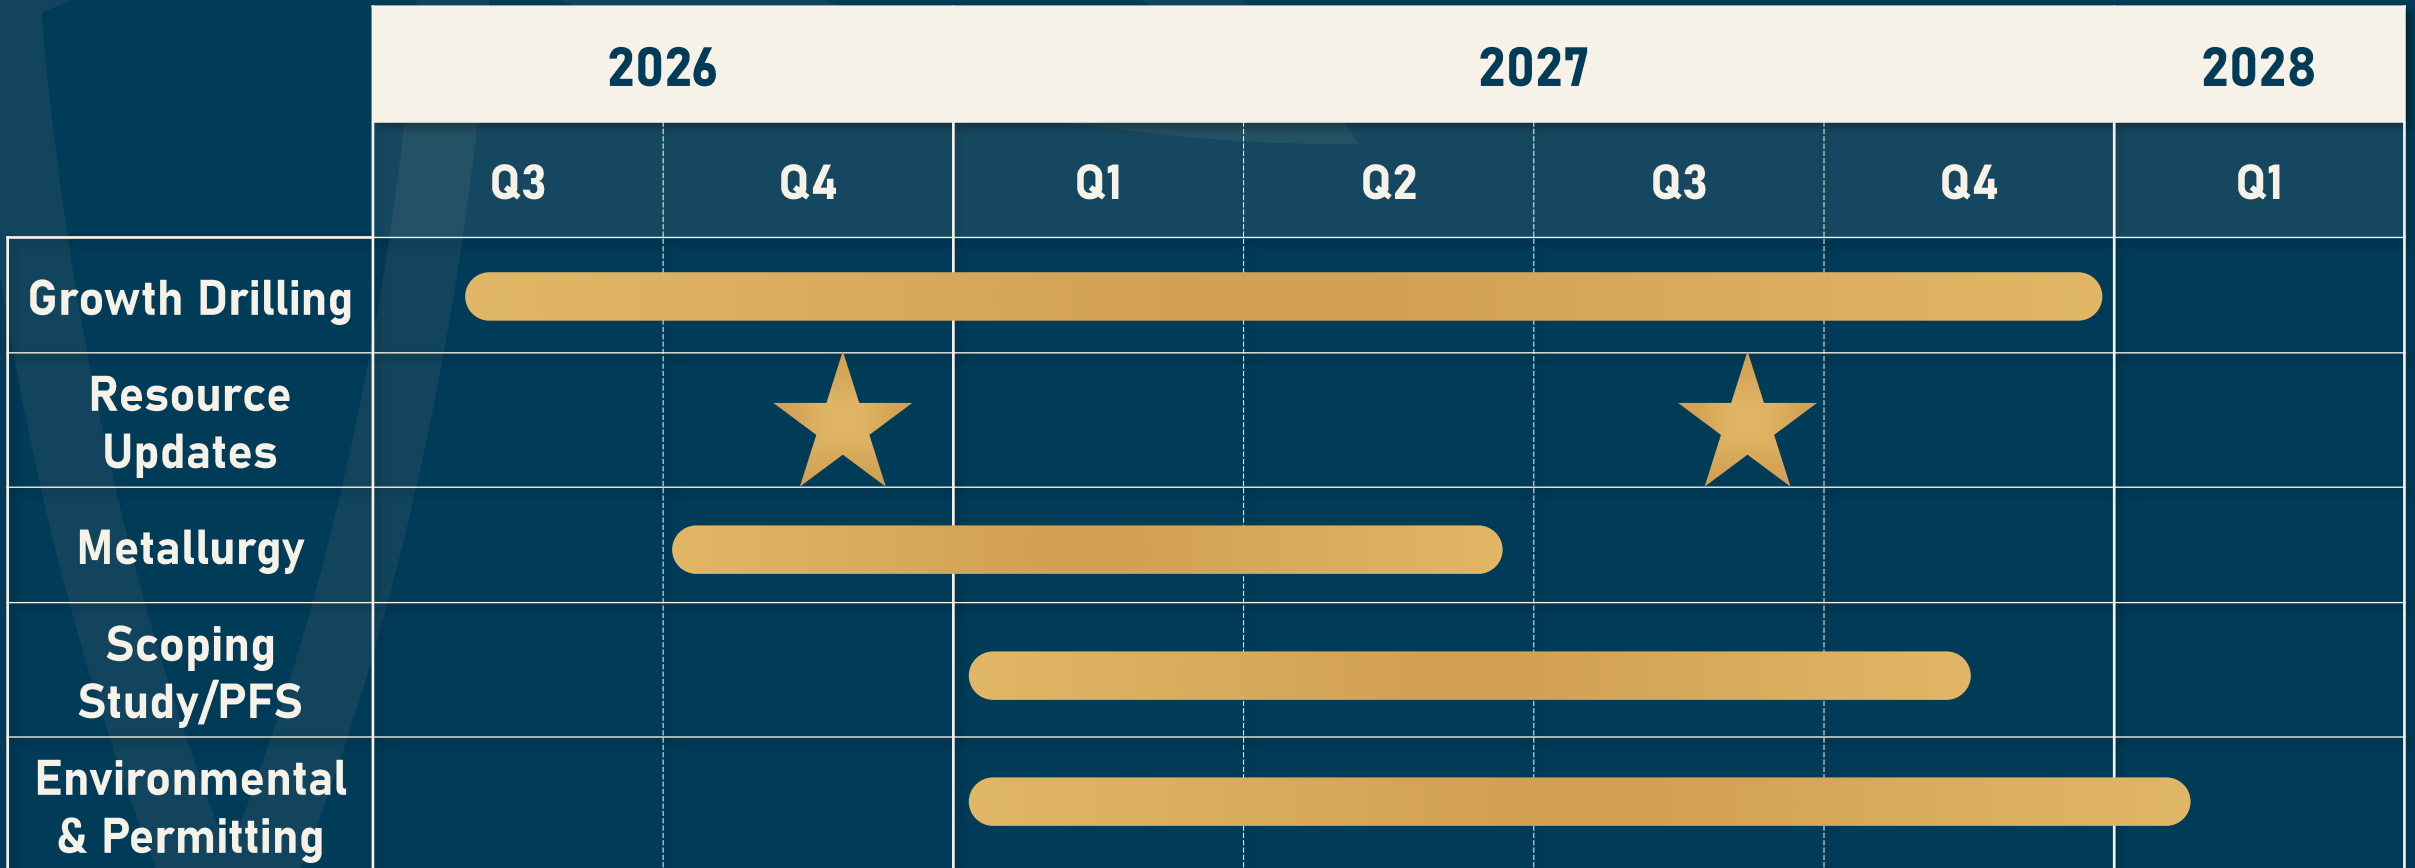 2026 2027 2028
Q3 Q4 Q1 Q2 Q3 Q4 Q1
Growth Drilling
Resource
Updates
Metallurgy
Scoping
Study/PFS
Environmental
& Permitting